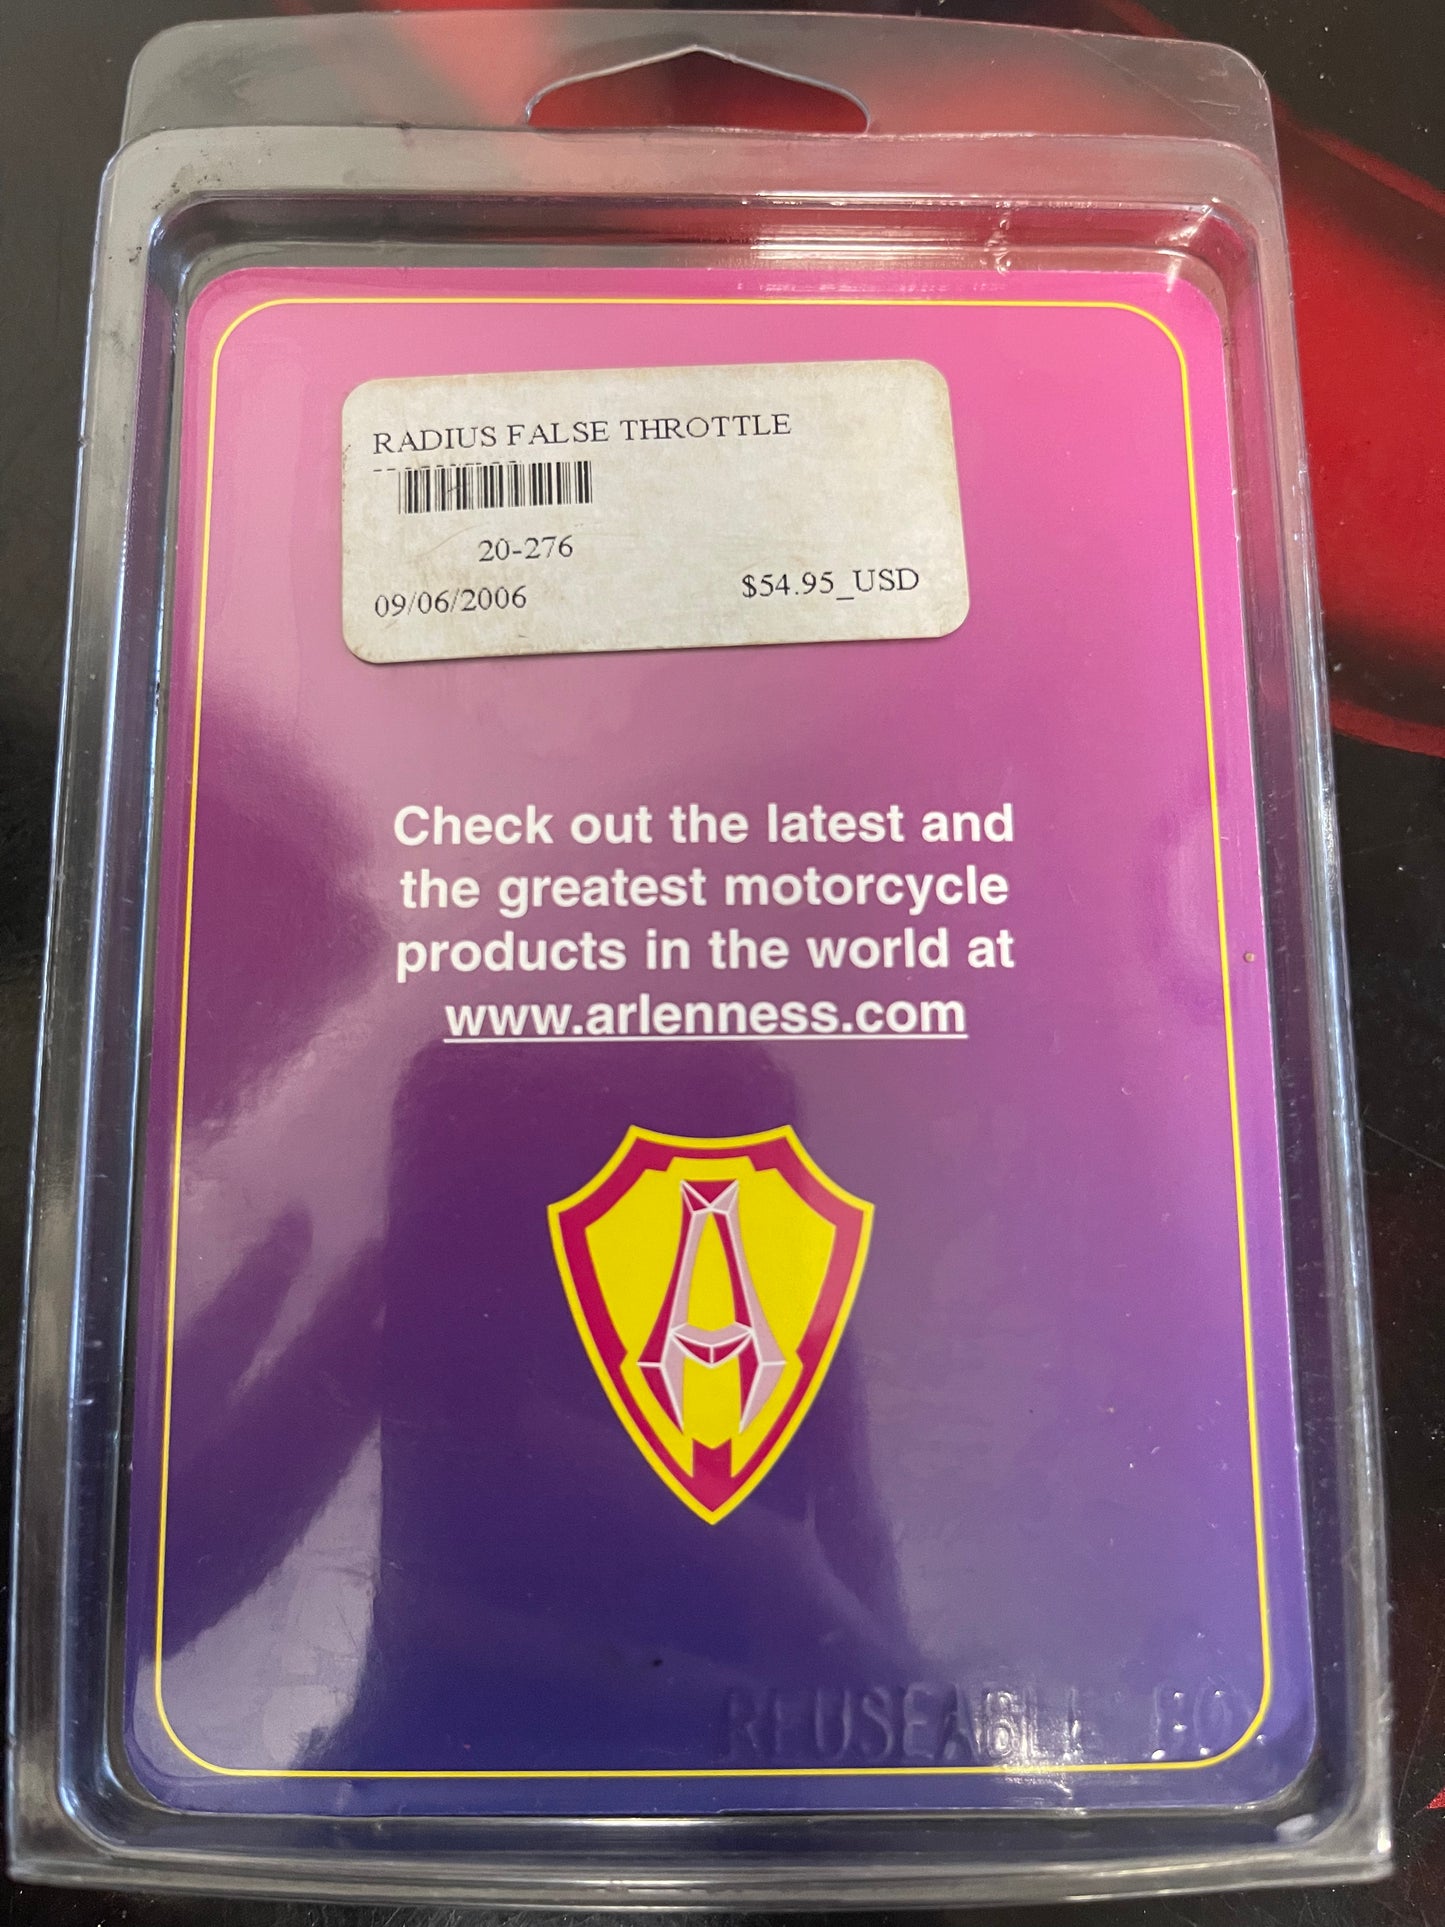 RADIUS FALSE THROTTLE
20-276
09/06/2006 $54.95_USD
Check out the latest and
the greatest motorcycle
products in the world at
www.arlenness.com
REUSEABLE